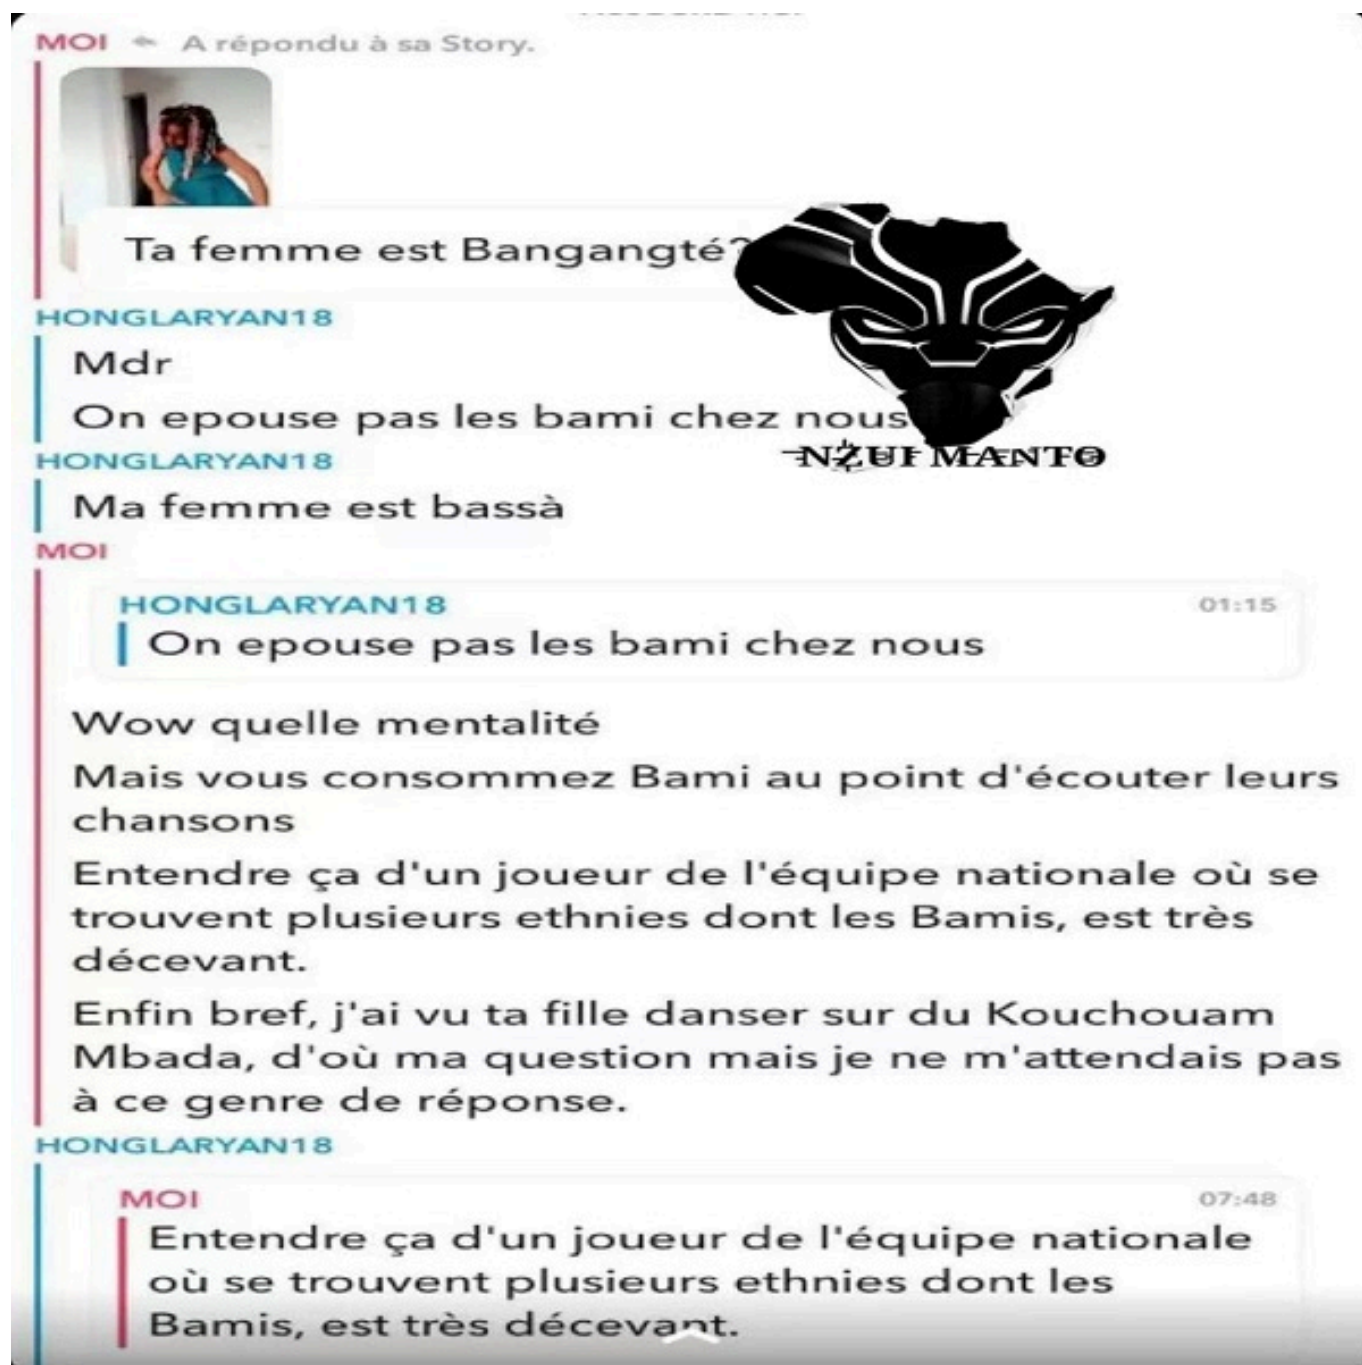 MOI A répondu à sa Story.
Ta femme est Bangangté?
HONGLARYAN18
Mdr
On epouse pas les bami chez nous
NZUI MANTO
HONGLARYAN18
Ma femme est bassà
MOI
HONGLARYAN18 01:15
On epouse pas les bami chez nous
Wow quelle mentalité
Mais vous consommez Bami au point d'écouter leurs
chansons
Entendre ça d'un joueur de l'équipe nationale où se
trouvent plusieurs ethnies dont les Bamis, est très
décevant.
Enfin bref, j'ai vu ta fille danser sur du Kouchouam
Mbada, d'où ma question mais je ne m'attendais pas
à ce genre de réponse.
HONGLARYAN18
MOI 07:48
Entendre ça d'un joueur de l'équipe nationale
où se trouvent plusieurs ethnies dont les
Bamis, est très décevant.